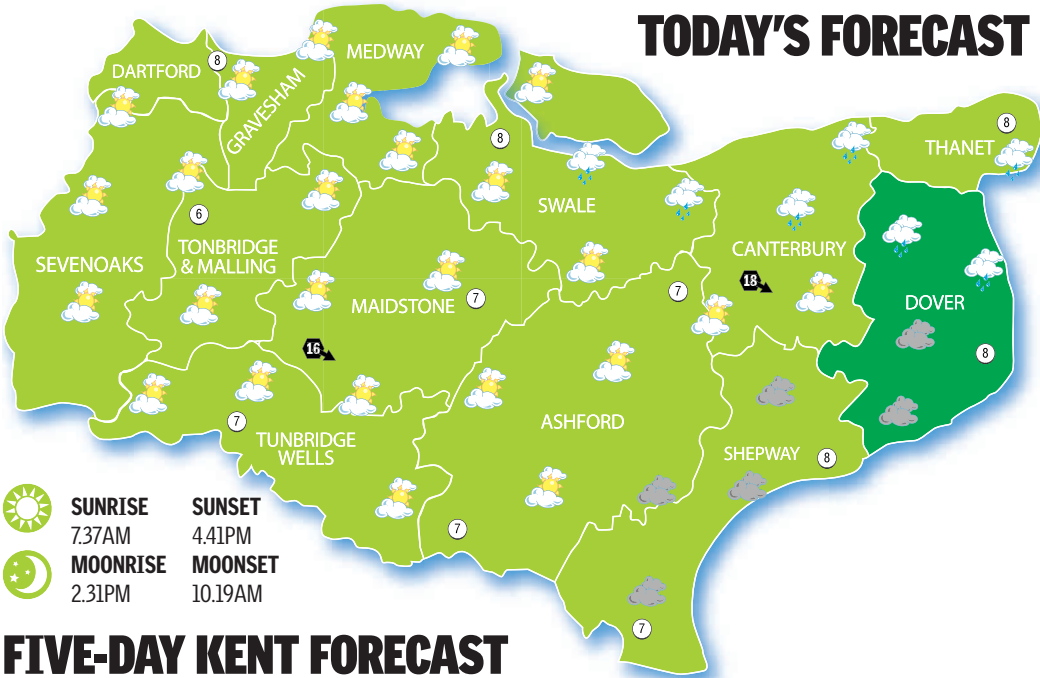 TODAY'S FORECAST
MEDWAY
DARTFORD
8
GRAVESHAM
8
8
THANET
SWALE
6
TONBRIDGE
& MALLING
SEVENOAKS
CANTERBURY
18
MAIDSTONE
7
7
DOVER
16
8
7
ASHFORD
TUNBRIDGE
WELLS
SHEPWAY
8
7
7
SUNRISE SUNSET
7.37AM 4.41PM
MOONRISE MOONSET
2.31PM 10.19AM
FIVE-DAY KENT FORECAST